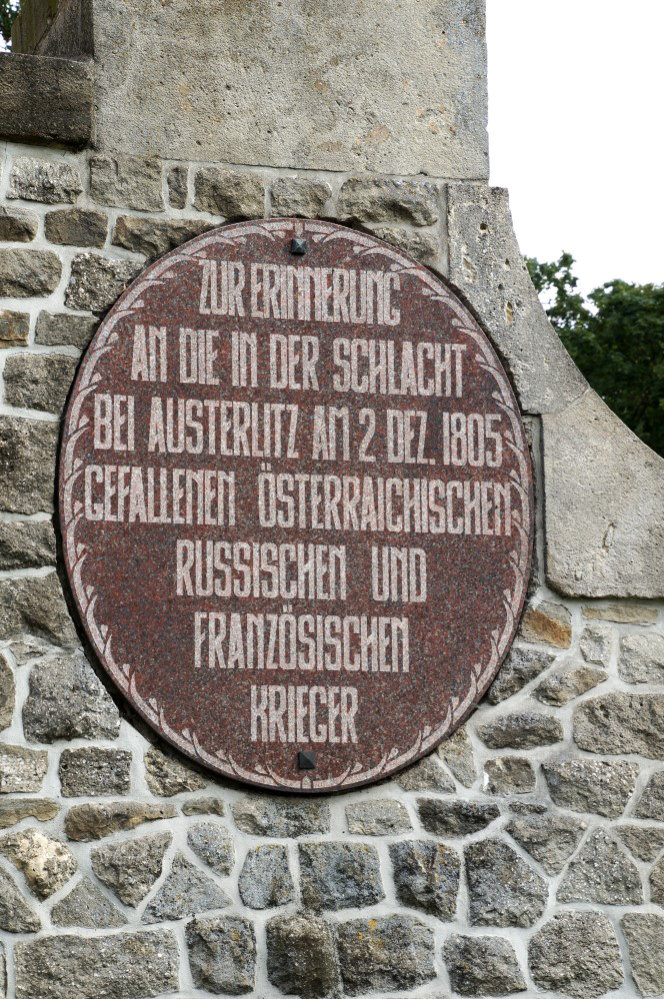 ZUR ERINNERUNG
AN DIE IN DER SCHLACHT
BEI AUSTERLITZ AM 2 DEZ. 1805
GEFALLENEN ÖSTERRAICHISCHEN
RUSSISCHEN UND
FRANZÖSISCHEN
KRIEGER